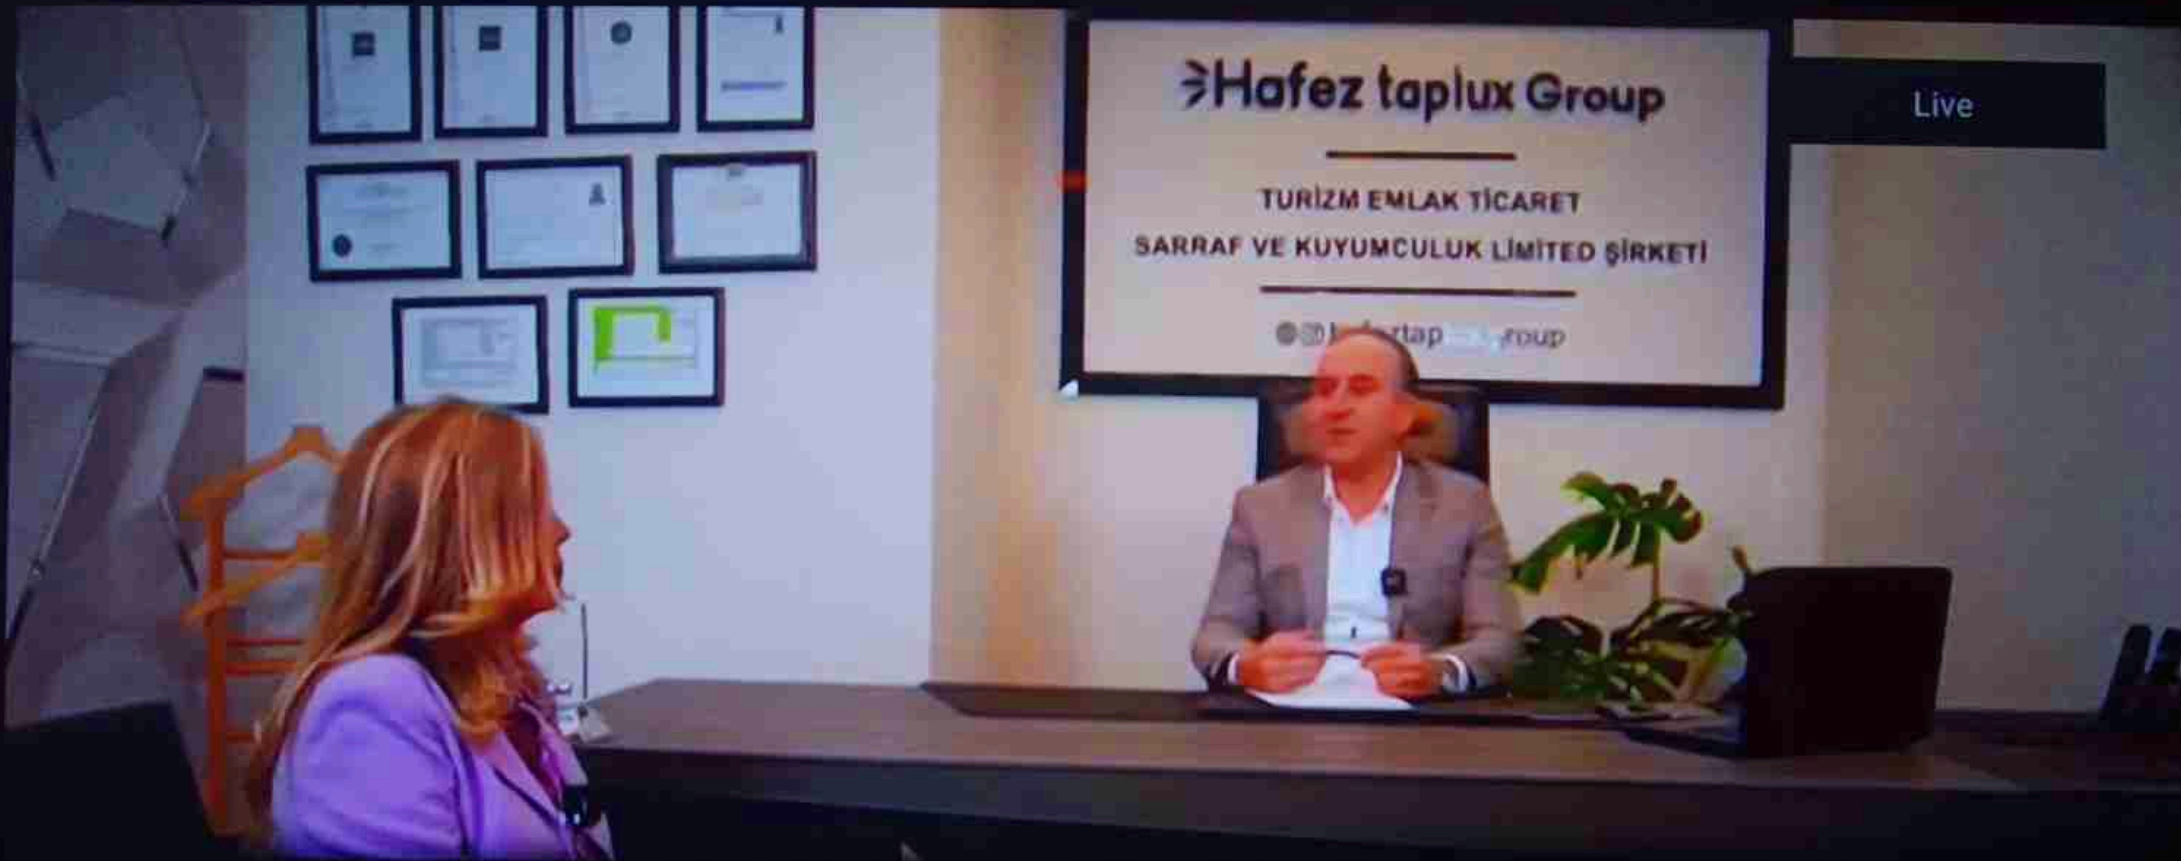 Hafez taplux Group
Live
TURİZM EMLAK TİCARET
SARRAF VE KUYUMCULUK LİMİTED ŞİRKETİ